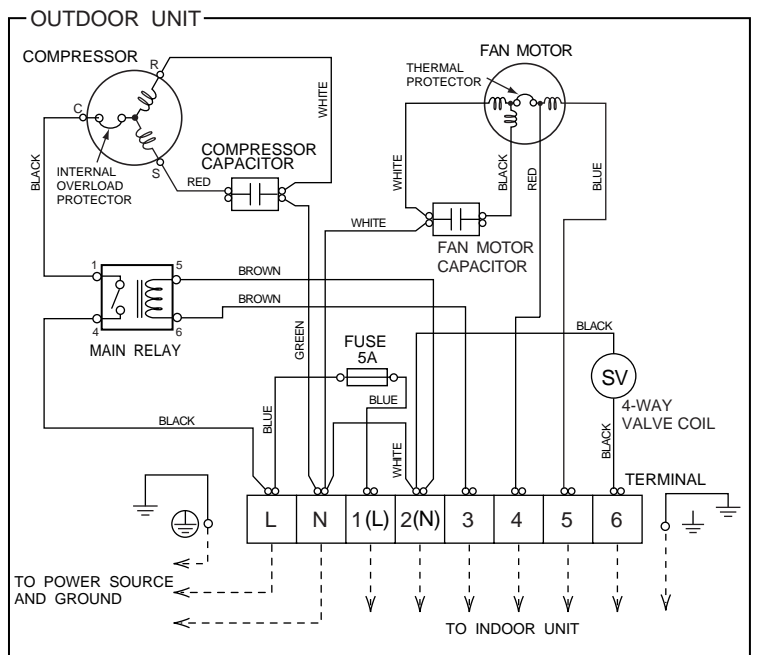 OUTDOOR UNIT
COMPRESSOR
FAN MOTOR
R
THERMAL
PROTECTOR
WHITE
C
COMPRESSOR
CAPACITOR
INTERNAL
OVERLOAD
PROTECTOR
BLACK
S
RED
WHITE
BLACK
RED
BLUE
WHITE
FAN MOTOR
CAPACITOR
1
5
BROWN
BROWN
4
6
MAIN RELAY
GREEN
FUSE
5A
BLACK
SV
BLUE
4-WAY
VALVE COIL
BLACK
BLUE
WHITE
BLACK
TERMINAL
L
N
1(L)
2(N)
3
4
5
6
TO POWER SOURCE
AND GROUND
TO INDOOR UNIT